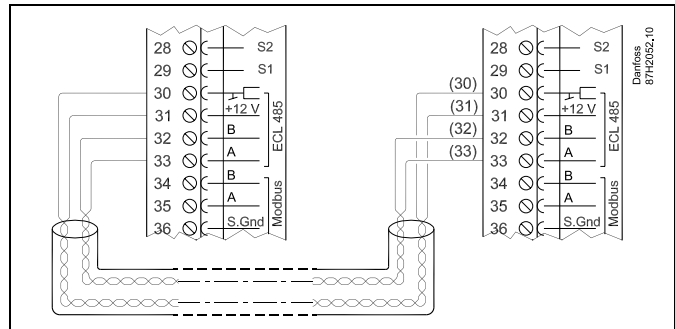 28 S2
29 S1
30
31 +12 V
32 B
33 A
34 B
35 A
36 S.Gnd
ECL 485
Modbus
(30)
(31)
(32)
(33)
28 S2
29 S1
30
31 +12 V
32 B
33 A
34 B
35 A
36 S.Gnd
ECL 485
Modbus
Danfoss
87H2052.10